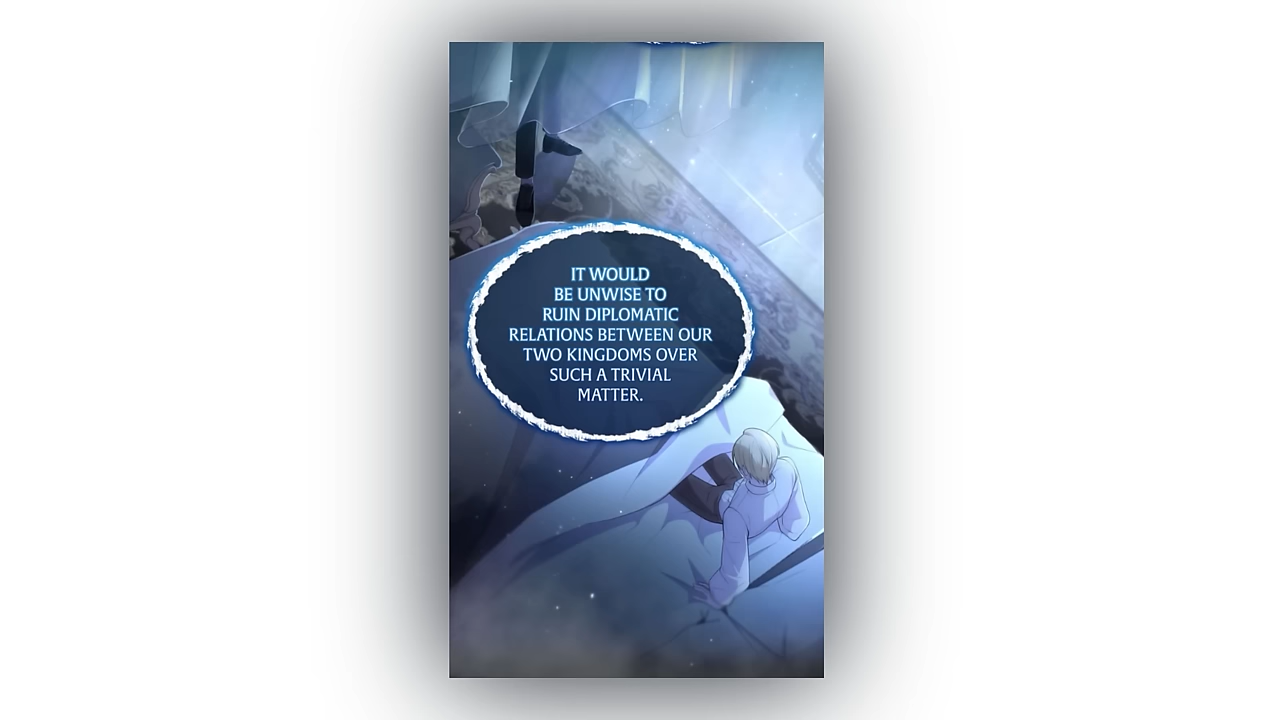 IT WOULD
BE UNWISE TO
RUIN DIPLOMATIC
RELATIONS BETWEEN OUR
TWO KINGDOMS OVER
SUCH A TRIVIAL
MATTER.